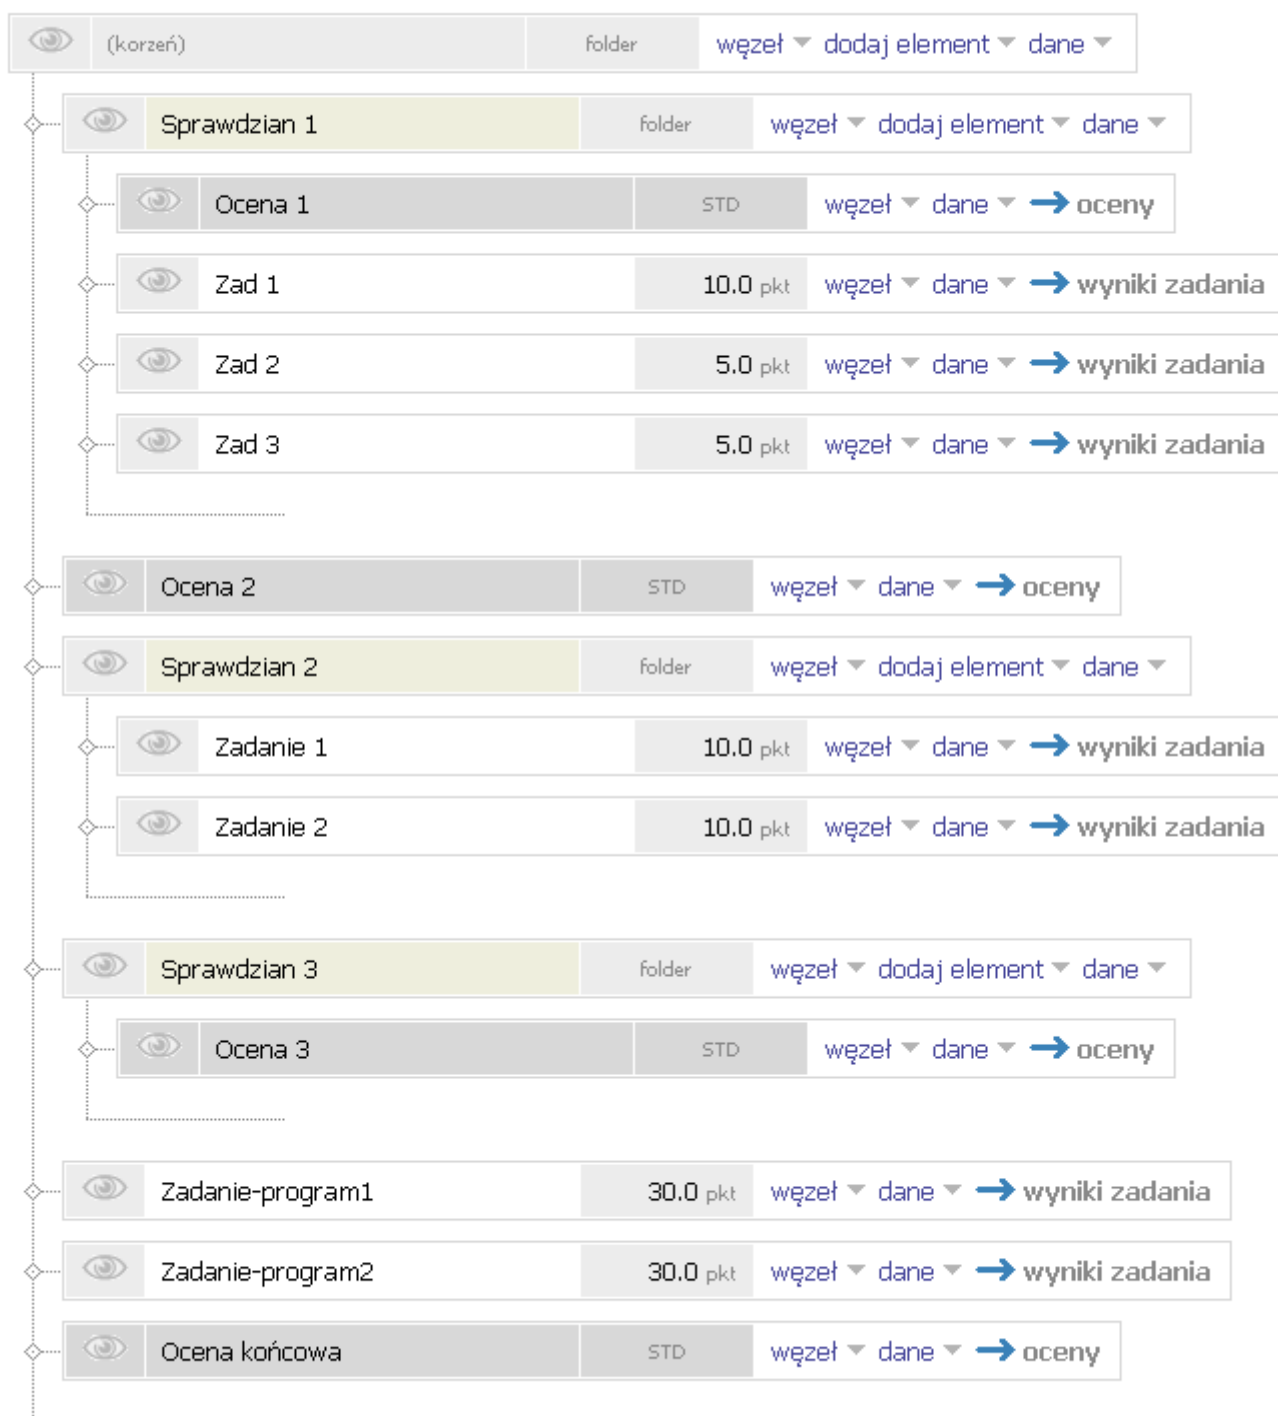 (korzeń) folder węzeł dodaj element dane
Sprawdzian 1 folder węzeł dodaj element dane
Ocena 1 STD węzeł dane oceny
Zad 1 10.0 pkt węzeł dane wyniki zadania
Zad 2 5.0 pkt węzeł dane wyniki zadania
Zad 3 5.0 pkt węzeł dane wyniki zadania
Ocena 2 STD węzeł dane oceny
Sprawdzian 2 folder węzeł dodaj element dane
Zadanie 1 10.0 pkt węzeł dane wyniki zadania
Zadanie 2 10.0 pkt węzeł dane wyniki zadania
Sprawdzian 3 folder węzeł dodaj element dane
Ocena 3 STD węzeł dane oceny
Zadanie-program1 30.0 pkt węzeł dane wyniki zadania
Zadanie-program2 30.0 pkt węzeł dane wyniki zadania
Ocena końcowa STD węzeł dane oceny